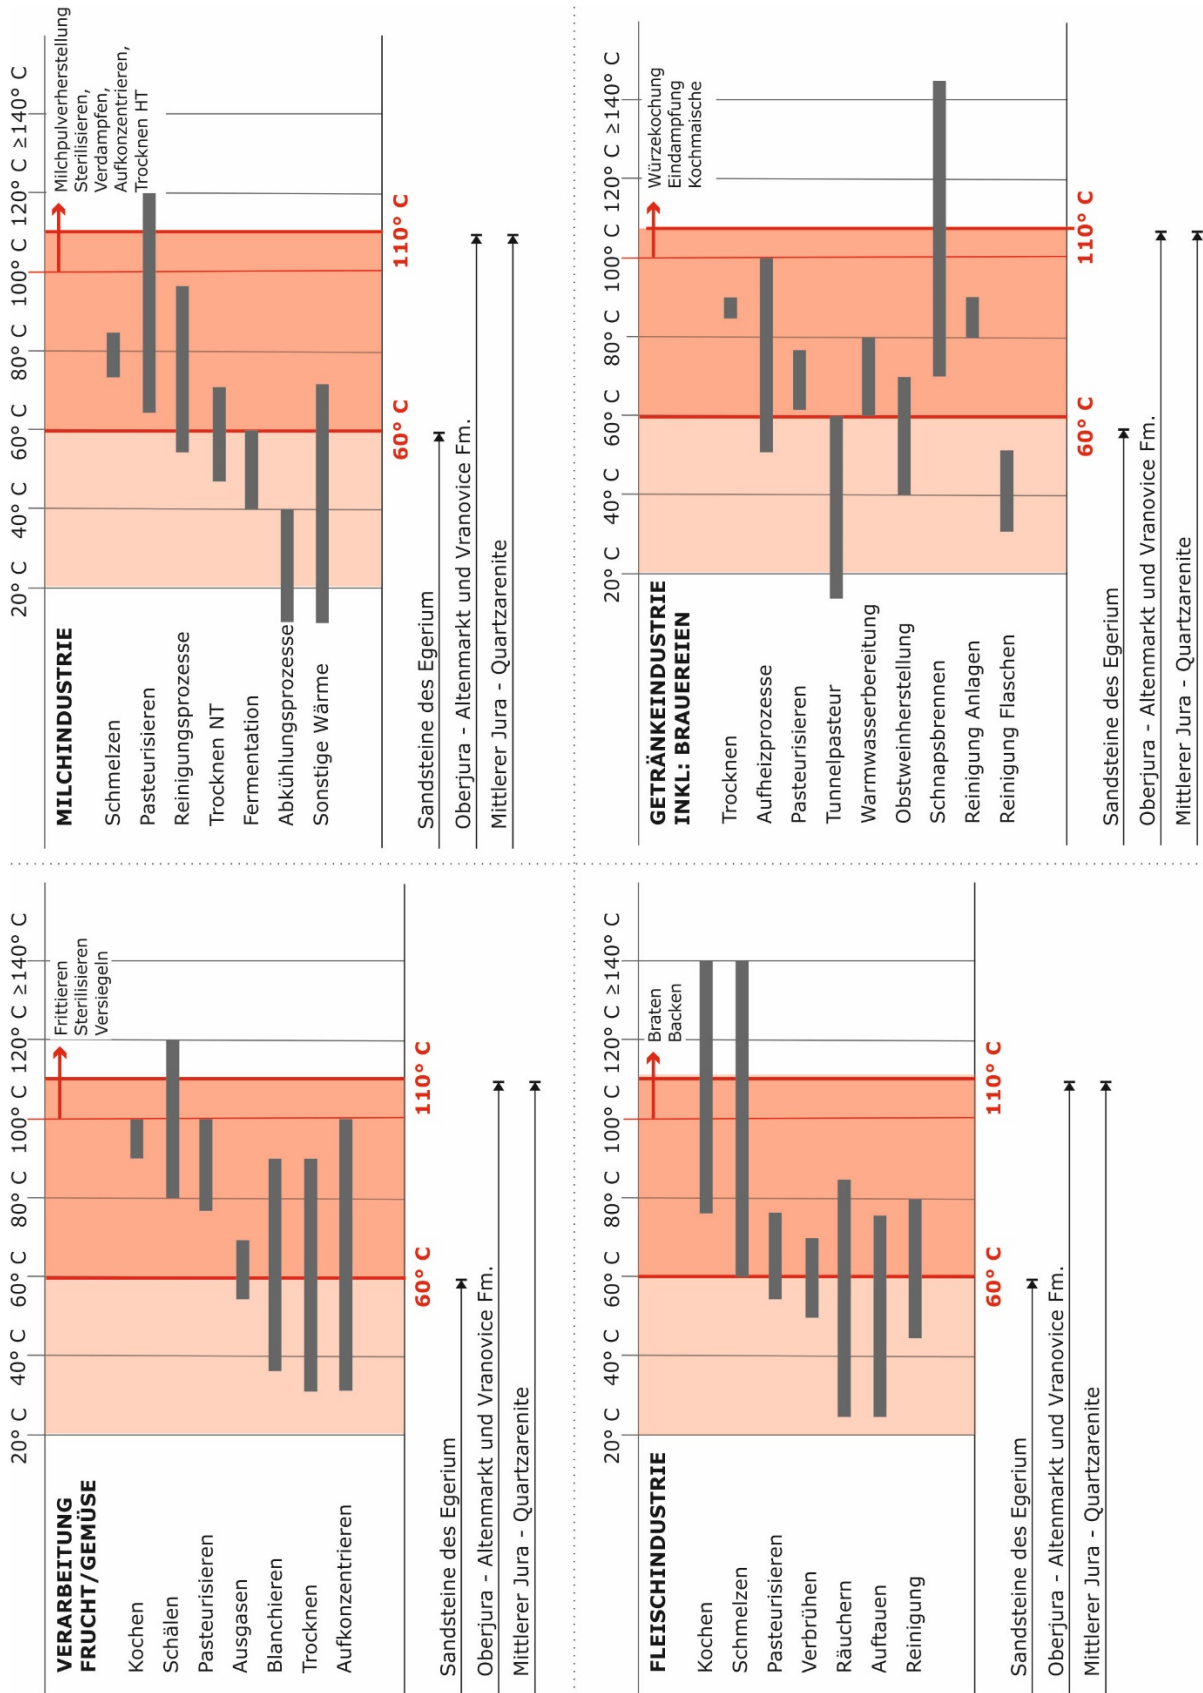 VERARBEITUNG
FRUCHT/GEMÜSE
20° C 40° C 60° C 80° C 100° C 120° C ≥140° C
Frittieren
Sterilisieren
Versiegeln
Kochen
Schälen
Pasteurisieren
Ausgasen
Blanchieren
Trocknen
Aufkonzentrieren
60° C 110° C
Sandsteine des Egerium
Oberjura - Altenmarkt und Vranovice Fm.
Mittlerer Jura - Quartzarenite
MILCHINDUSTRIE
20° C 40° C 60° C 80° C 100° C 120° C ≥140° C
Milchpulverherstellung
Sterilisieren,
Verdampfen,
Aufkonzentrieren,
Trocknen HT
Schmelzen
Pasteurisieren
Reinigungsprozesse
Trocknen NT
Fermentation
Abkühlungsprozesse
Sonstige Wärme
60° C 110° C
Sandsteine des Egerium
Oberjura - Altenmarkt und Vranovice Fm.
Mittlerer Jura - Quartzarenite
FLEISCHINDUSTRIE
20° C 40° C 60° C 80° C 100° C 120° C ≥140° C
Braten
Backen
Kochen
Schmelzen
Pasteurisieren
Verbrühen
Räuchern
Auftauen
Reinigung
60° C 110° C
Sandsteine des Egerium
Oberjura - Altenmarkt und Vranovice Fm.
Mittlerer Jura - Quartzarenite
GETRÄNKEINDUSTRIE
INKL: BRAUEREIEN
20° C 40° C 60° C 80° C 100° C 120° C ≥140° C
Würzekochung
Eindampfung
Kochmaische
Trocknen
Aufheizprozesse
Pasteurisieren
Tunnelpasteur
Warmwasserbereitung
Obstweinherstellung
Schnapsbrennen
Reinigung Anlagen
Reinigung Flaschen
60° C 110° C
Sandsteine des Egerium
Oberjura - Altenmarkt und Vranovice Fm.
Mittlerer Jura - Quartzarenite